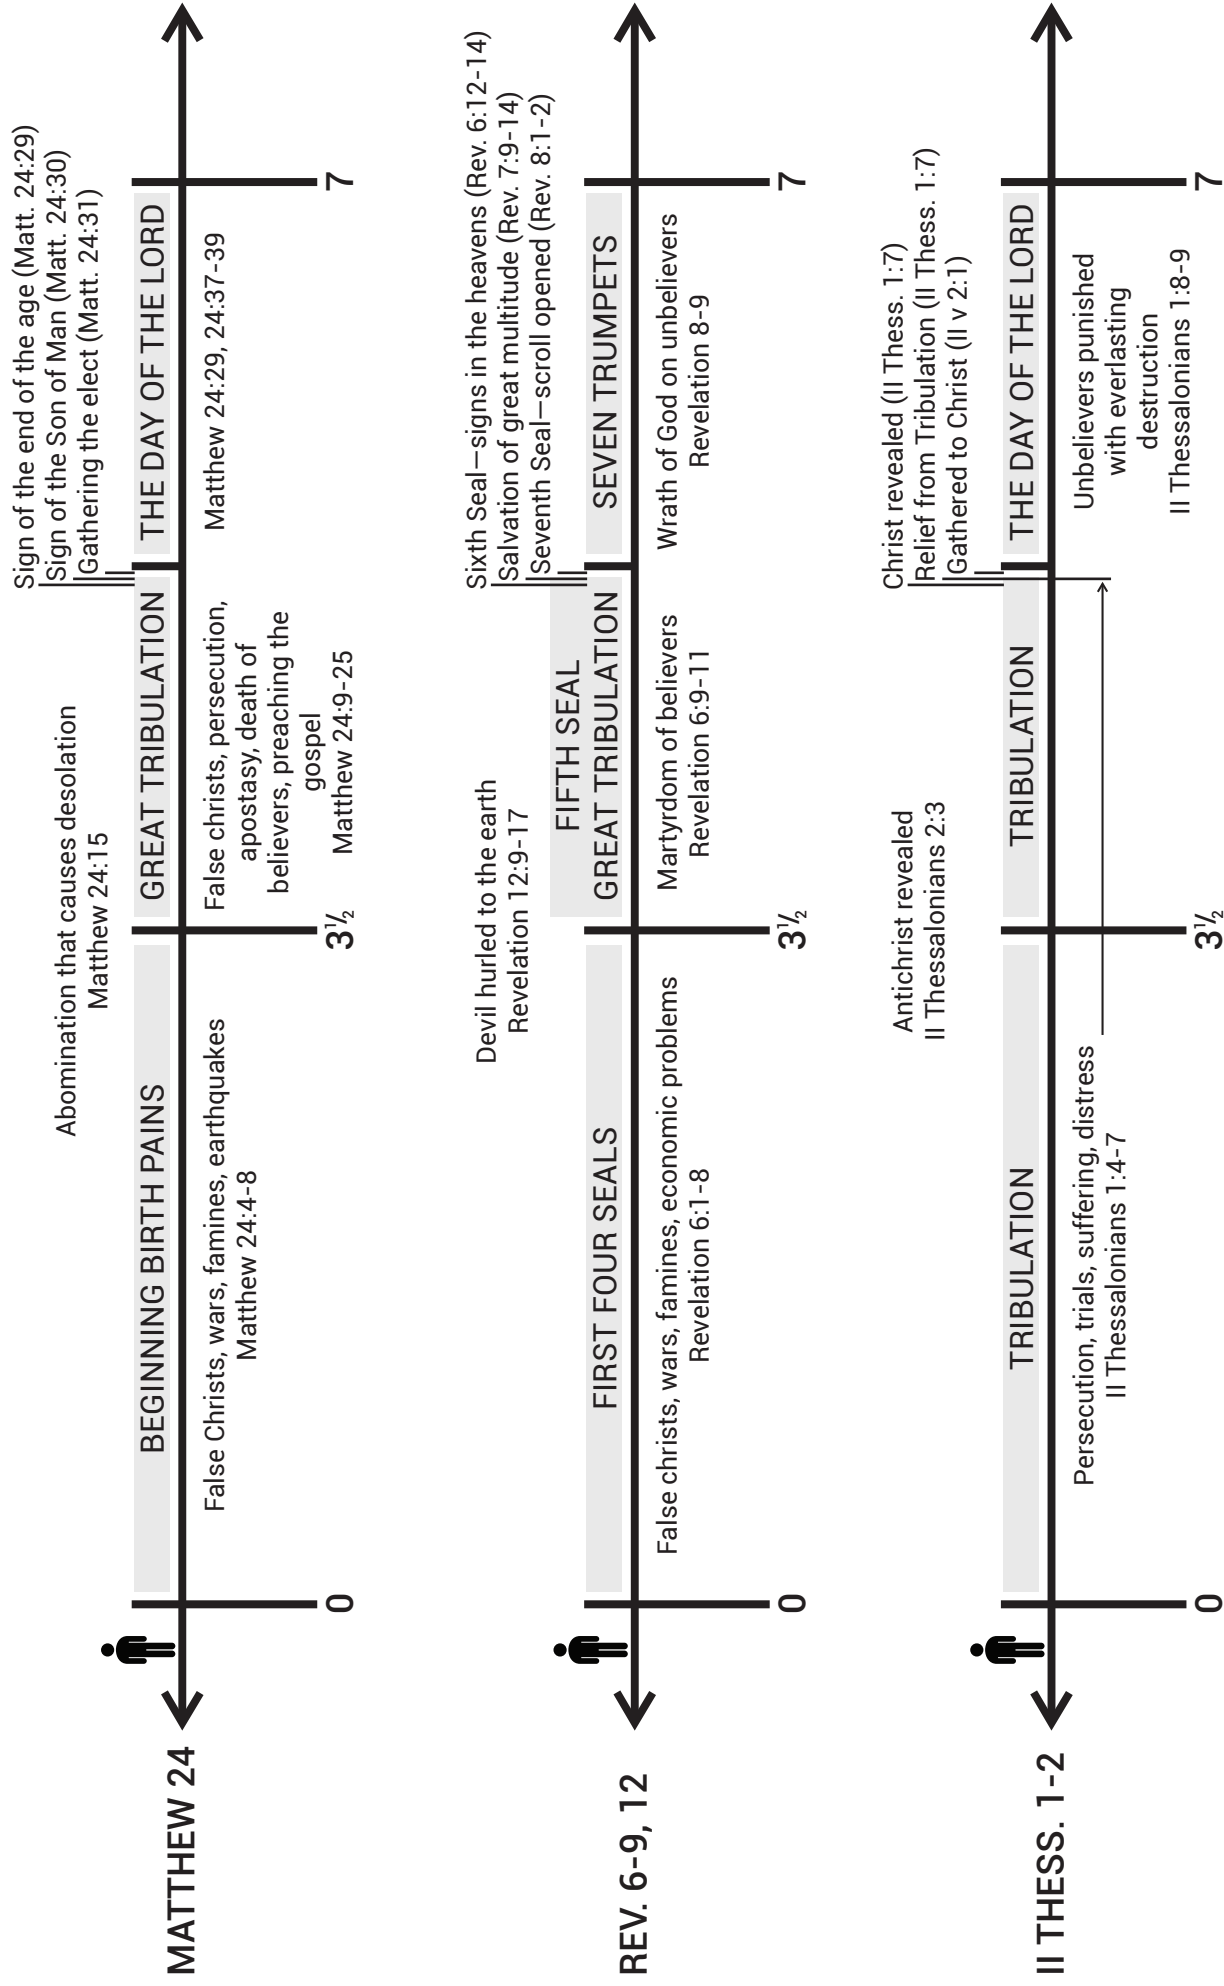 MATTHEW 24
Sign of the end of the age (Matt. 24:29)
Sign of the Son of Man (Matt. 24:30)
Gathering the elect (Matt. 24:31)
Abomination that causes desolation
Matthew 24:15
BEGINNING BIRTH PAINS
GREAT TRIBULATION
THE DAY OF THE LORD
False Christs, wars, famines, earthquakes
Matthew 24:4-8
False christs, persecution,
apostasy, death of
believers, preaching the
gospel
Matthew 24:9-25
Matthew 24:29, 24:37-39
0
3½
7
REV. 6-9, 12
Sixth Seal—signs in the heavens (Rev. 6:12-14)
Salvation of great multitude (Rev. 7:9-14)
Seventh Seal—scroll opened (Rev. 8:1-2)
Devil hurled to the earth
Revelation 12:9-17
FIRST FOUR SEALS
FIFTH SEAL
GREAT TRIBULATION
SEVEN TRUMPETS
False christs, wars, famines, economic problems
Revelation 6:1-8
Martyrdom of believers
Revelation 6:9-11
Wrath of God on unbelievers
Revelation 8-9
0
3½
7
II THESS. 1-2
Christ revealed (II Thess. 1:7)
Relief from Tribulation (II Thess. 1:7)
Gathered to Christ (II v 2:1)
Antichrist revealed
II Thessalonians 2:3
TRIBULATION
TRIBULATION
THE DAY OF THE LORD
Persecution, trials, suffering, distress
II Thessalonians 1:4-7
Unbelievers punished
with everlasting
destruction
II Thessalonians 1:8-9
0
3½
7